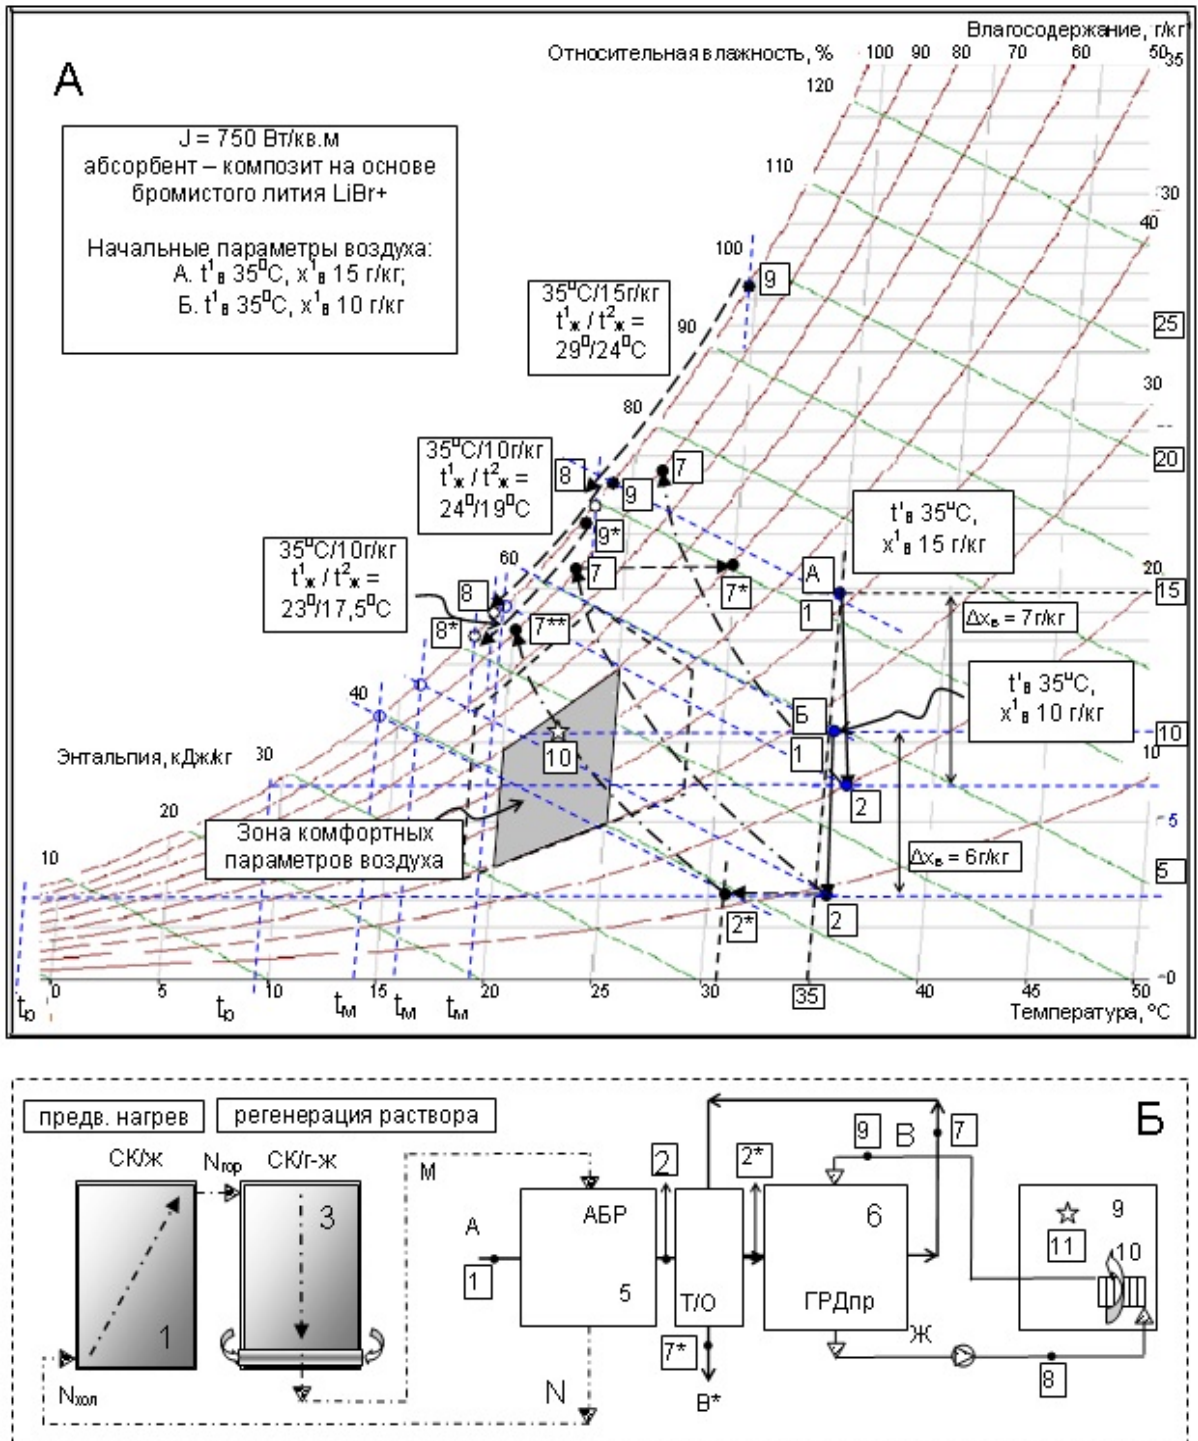 Влагосодержание, г/кг
Относительная влажность, %
100 90 80 70 60 50
35
120
А
J = 750 Вт/кв.м
абсорбент – композит на основе
бромистого лития LiBr+
Начальные параметры воздуха:
А. t¹в 35⁰С, х¹в 15 г/кг;
Б. t¹в 35⁰С, х¹в 10 г/кг
110
30
40
100
9
35⁰С/15г/кг
t¹ж / t²ж =
29⁰/24⁰С
90
25
30
80
35⁰С/10г/кг
t¹ж / t²ж =
24⁰/19⁰С
8
9
7
20
9*
t¹в 35⁰С,
х¹в 15 г/кг
35⁰С/10г/кг
t¹ж / t²ж =
23⁰/17,5⁰С
60
7
7*
А
20
15
8
1
Δхв = 7г/кг
8*
7**
t¹в 35⁰С,
х¹в 10 г/кг
40
Б
10
Энтальпия, кДж/кг
30
10
1
10
20
2
5
Зона комфортных
параметров воздуха
10
Δхв = 6г/кг
5
2*
2
0
0 5 10 15 20 25 30 35 40 45 50
tр tр tм tм tм
Температура, °С
предв. нагрев
регенерация раствора
Б
СК/ж
Nгор
СК/г-ж
М
2
2*
9
В
7
3
А
АБР
6
9
11
10
1
5
Т/О
ГРДпр
1
7*
Ж
Nхол
N
В*
8